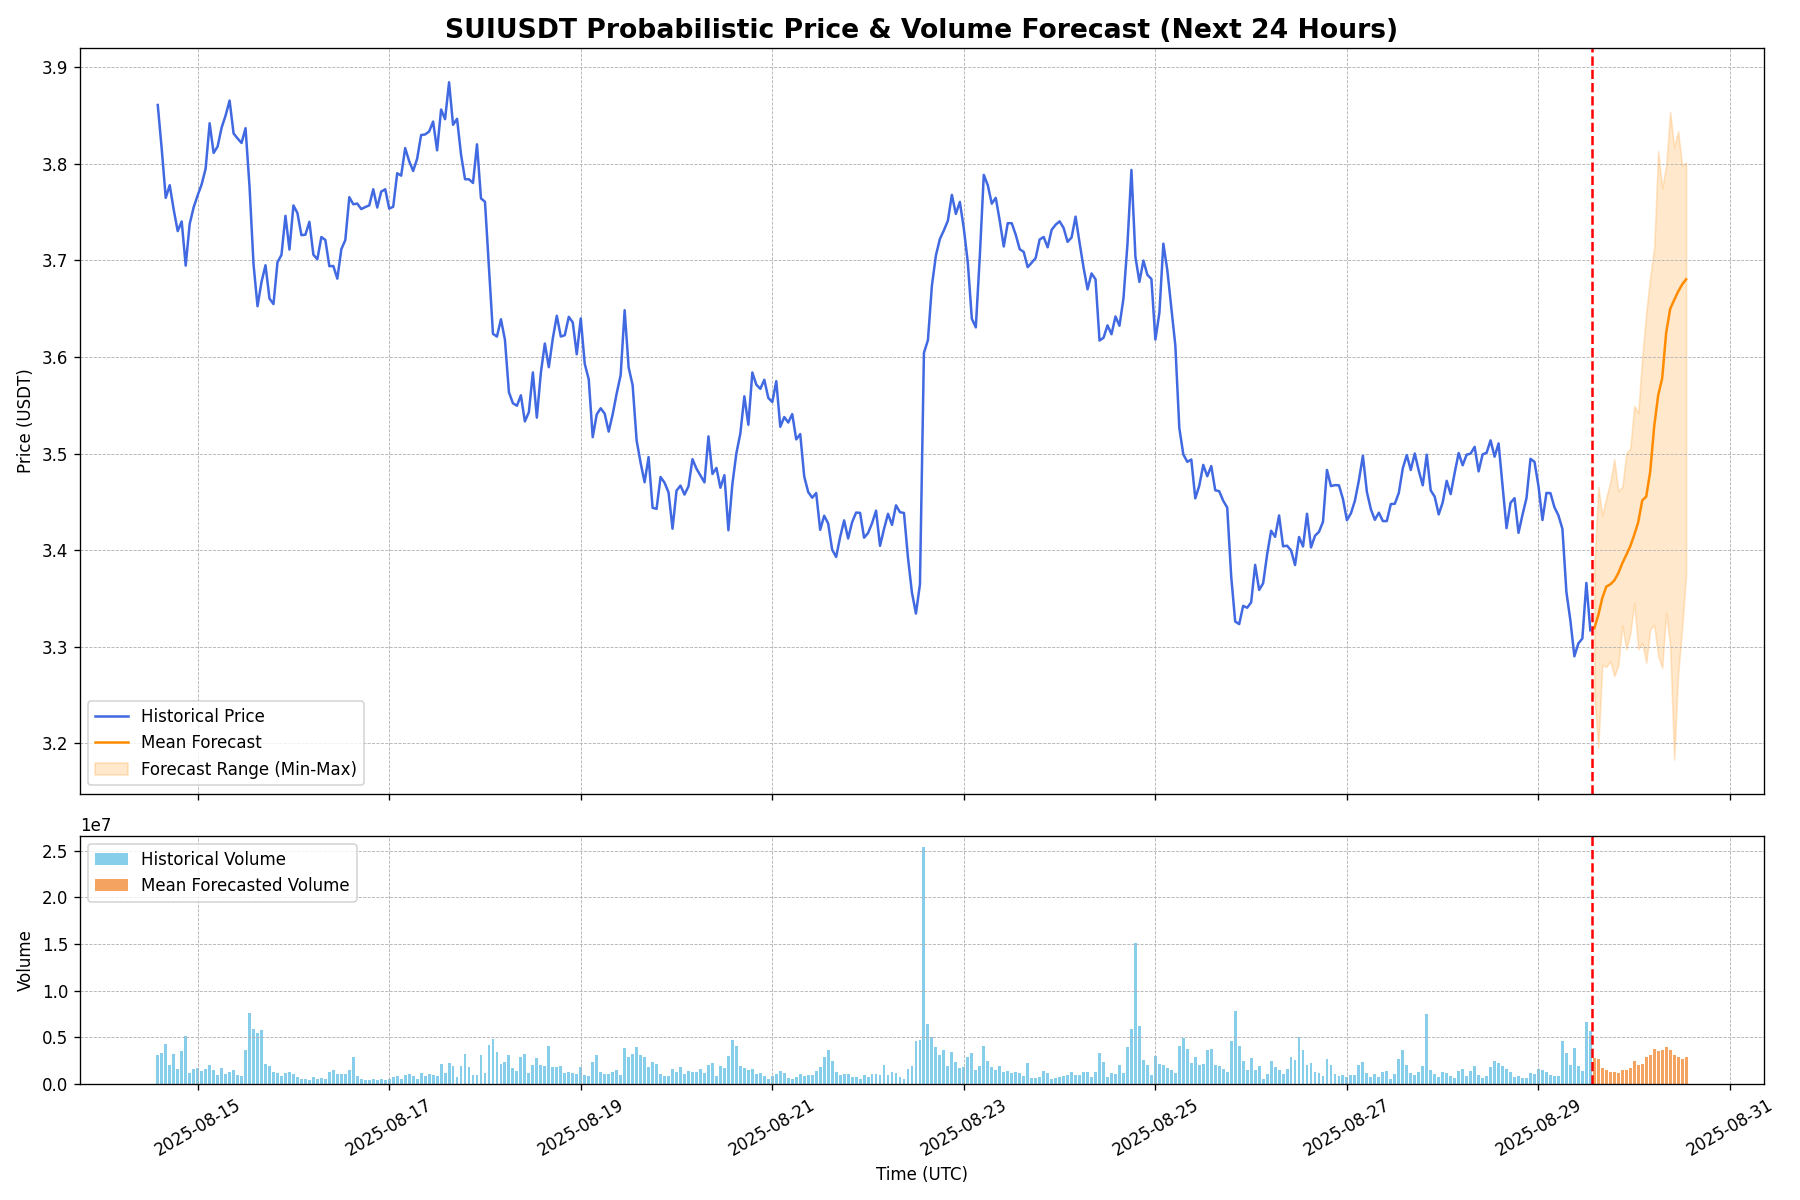 SUIUSDT Probabilistic Price & Volume Forecast (Next 24 Hours)
3.9
3.8
3.7
3.6
3.5
3.4
3.3
3.2
Price (USDT)
Historical Price
Mean Forecast
Forecast Range (Min-Max)
1e7
2.5
2.0
1.5
1.0
0.5
0.0
Volume
Historical Volume
Mean Forecasted Volume
2025-08-15
2025-08-17
2025-08-19
2025-08-21
2025-08-23
2025-08-25
2025-08-27
2025-08-29
2025-08-31
Time (UTC)